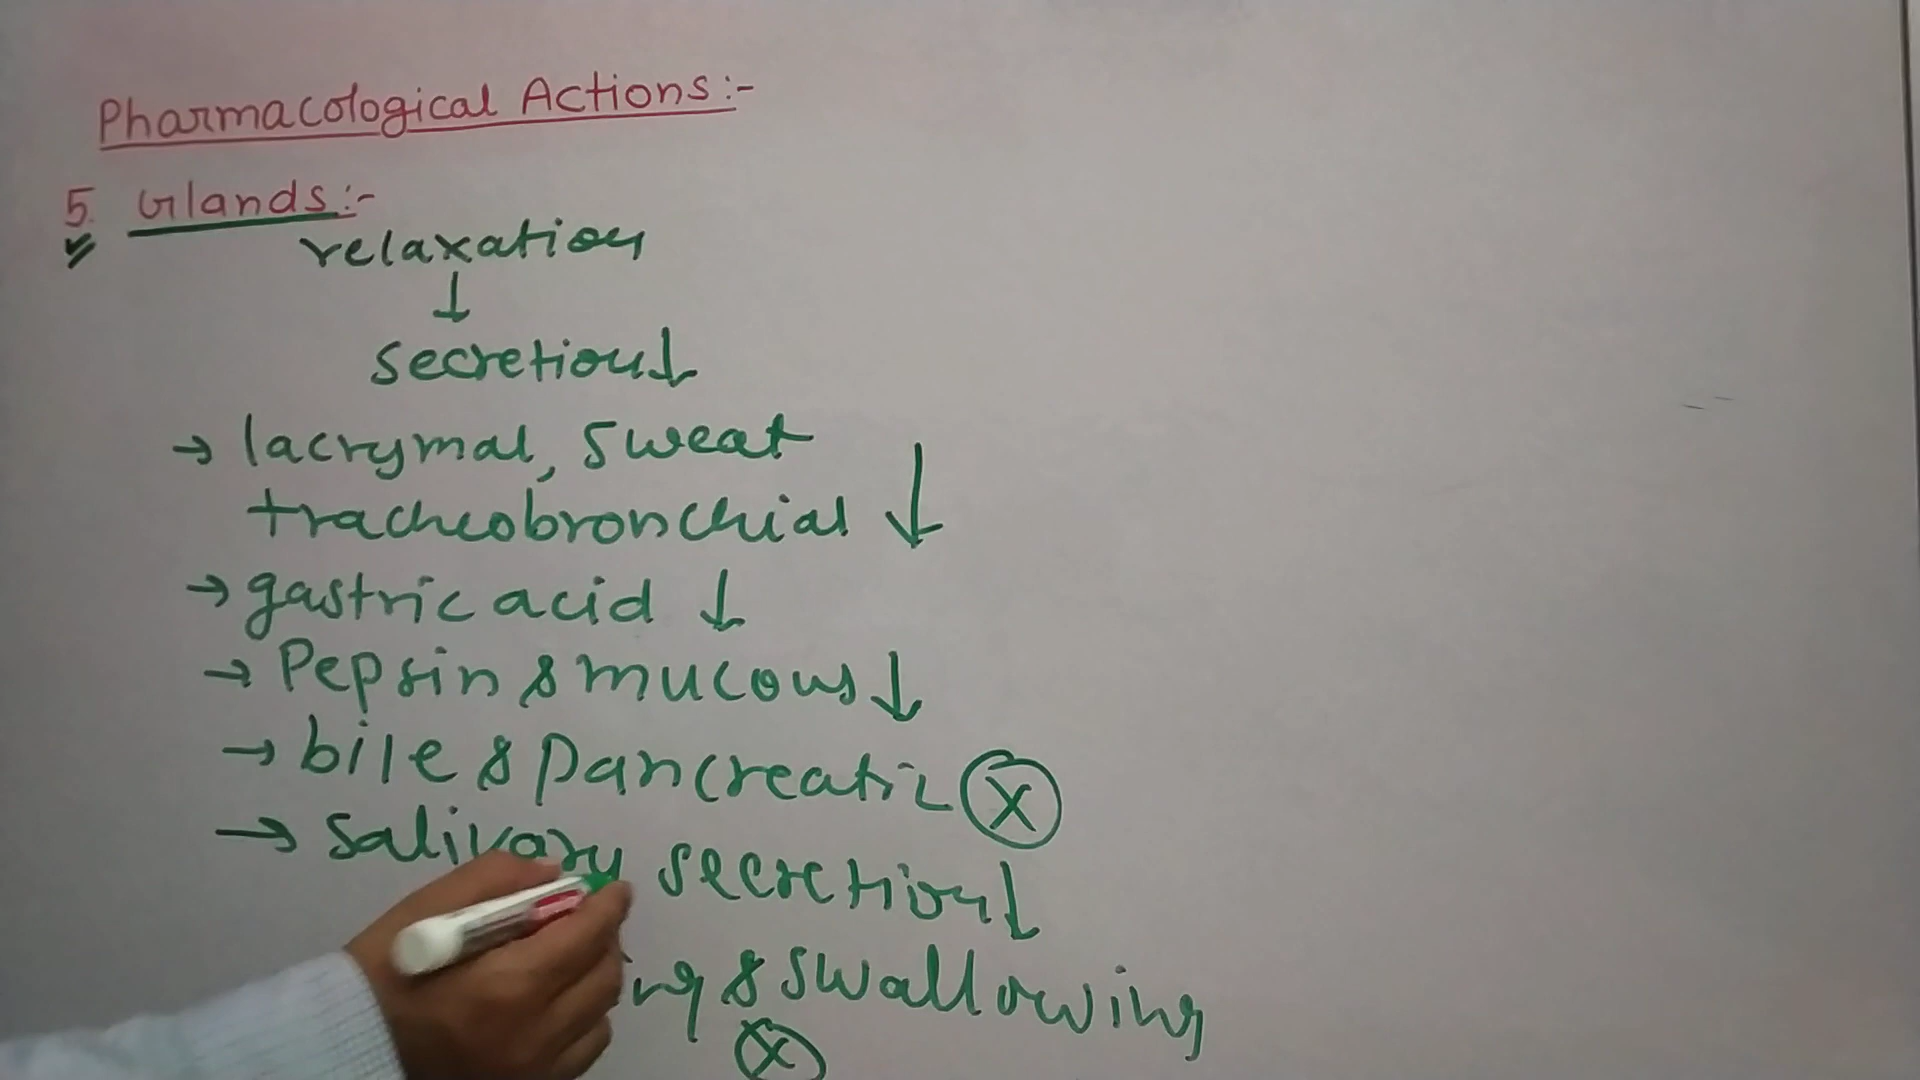 Pharmacological Actions:-
5. Glands:-
relaxation
↓
secretion↓
→ lacrymal, sweat
tracheobronchial ↓
→ gastric acid ↓
→ Pepsin & mucous ↓
→ bile & pancreatic X
→ salivary secretion↓
& swallowing
X